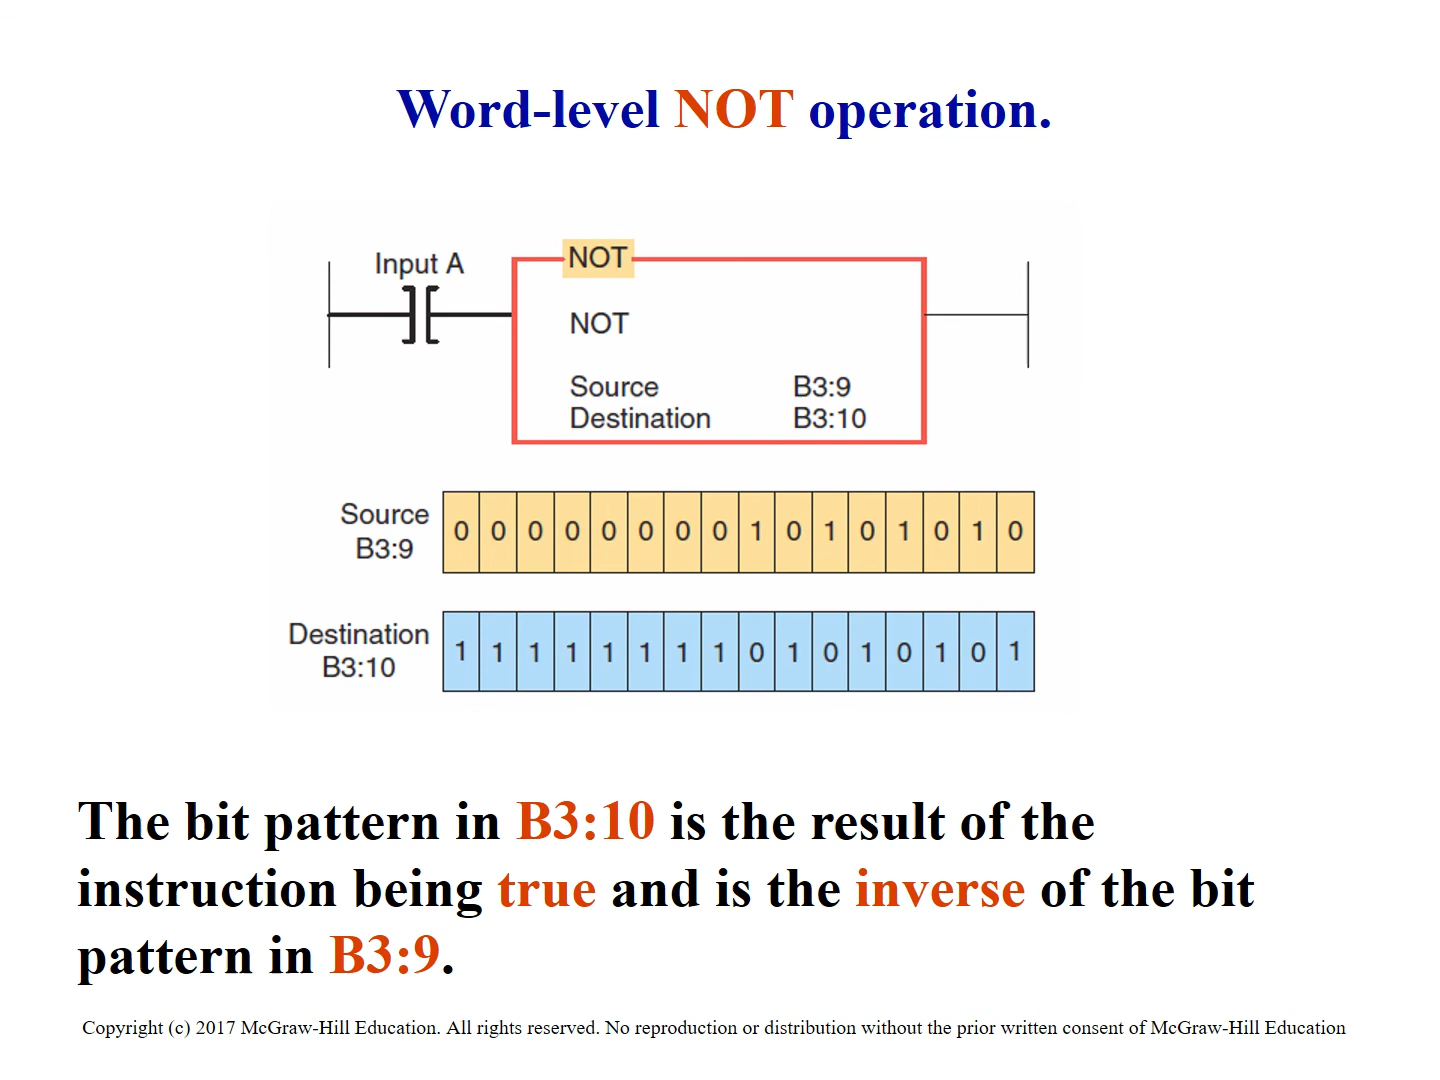 Word-level NOT operation.
Input A
NOT
NOT
Source B3:9
Destination B3:10
Source
B3:9
0 0 0 0 0 0 0 0 1 0 1 0 1 0 1 0
Destination
B3:10
1 1 1 1 1 1 1 1 0 1 0 1 0 1 0 1
The bit pattern in B3:10 is the result of the
instruction being true and is the inverse of the bit
pattern in B3:9.
Copyright (c) 2017 McGraw-Hill Education. All rights reserved. No reproduction or distribution without the prior written consent of McGraw-Hill Education